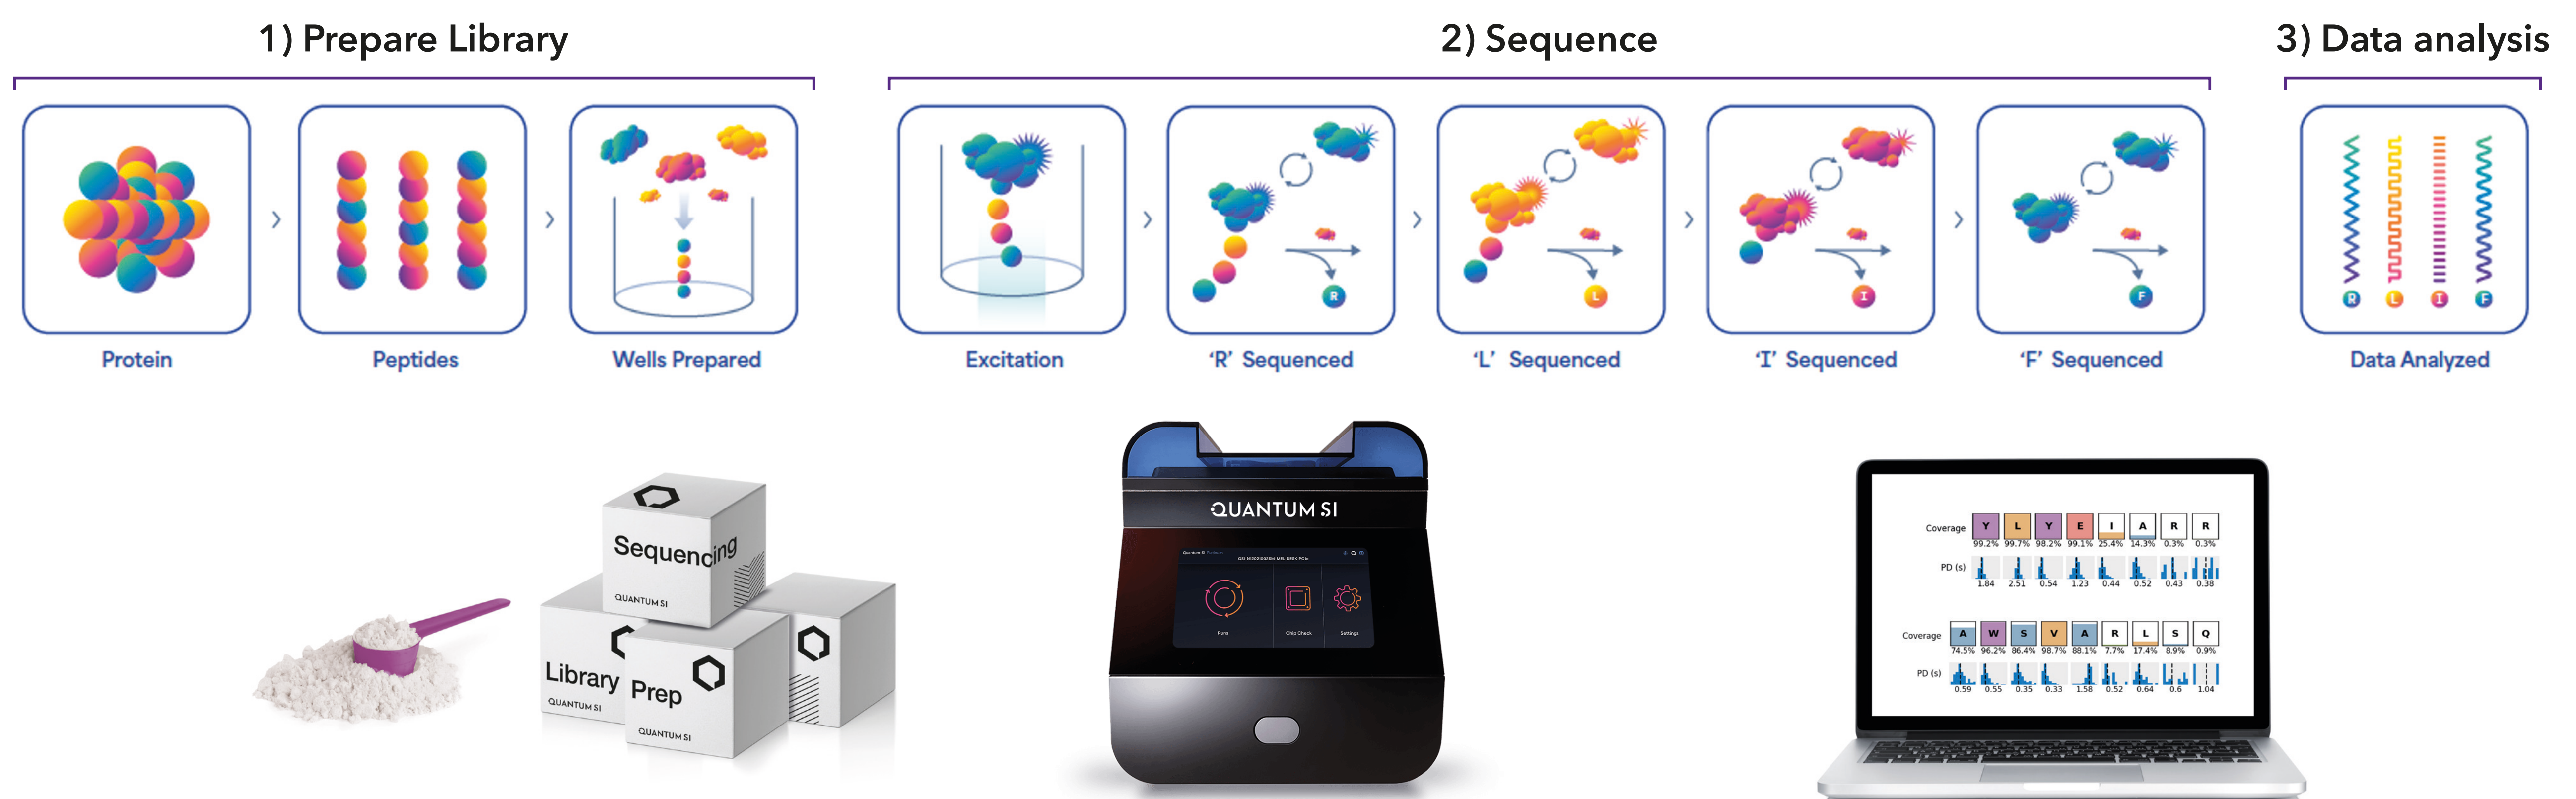 1) Prepare Library
2) Sequence
3) Data analysis
R
L
I
F
R L I F
Protein
Peptides
Wells Prepared
Excitation
'R' Sequenced
'L' Sequenced
'I' Sequenced
'F' Sequenced
Data Analyzed
Sequencing
QUANTUM SI
Library
QUANTUM SI
Prep
QUANTUM SI
QUANTUM SI
Quantum-Si Platinum
Runs
Chip Check
Settings
Coverage Y L Y E I A R R
99.2% 99.7% 98.2% 99.1% 25.4% 14.3% 0.3% 0.3%
PD (s)
1.84 2.51 0.54 1.23 0.44 0.52 0.43 0.38
Coverage A W S V A R L S Q
74.5% 96.2% 86.4% 98.7% 88.1% 7.7% 17.4% 8.9% 0.9%
PD (s)
0.59 0.55 0.35 0.33 1.58 0.52 0.64 0.6 1.04